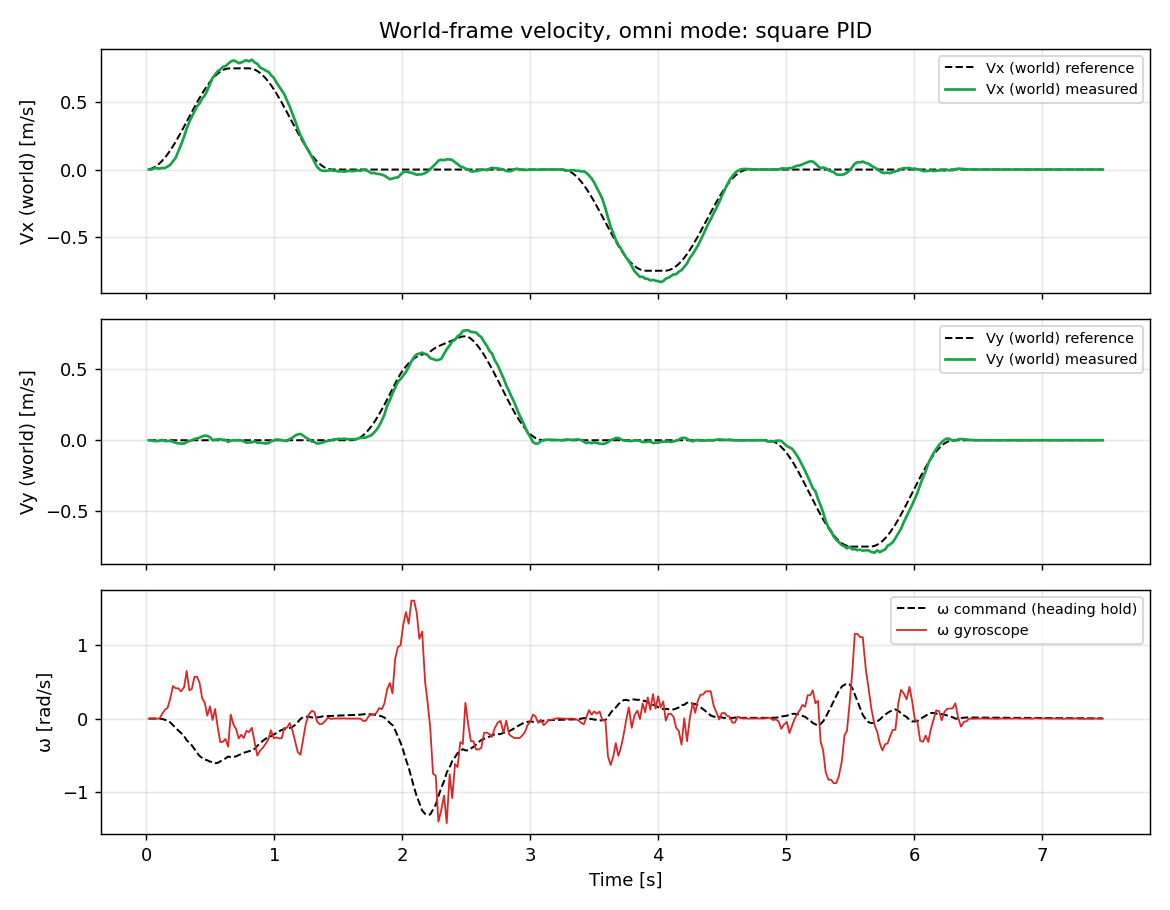 World-frame velocity, omni mode: square PID
Vx (world) [m/s]
0.5
0.0
−0.5
Vx (world) reference
Vx (world) measured
Vy (world) [m/s]
0.5
0.0
−0.5
Vy (world) reference
Vy (world) measured
ω [rad/s]
1
0
−1
ω command (heading hold)
ω gyroscope
0 1 2 3 4 5 6 7
Time [s]